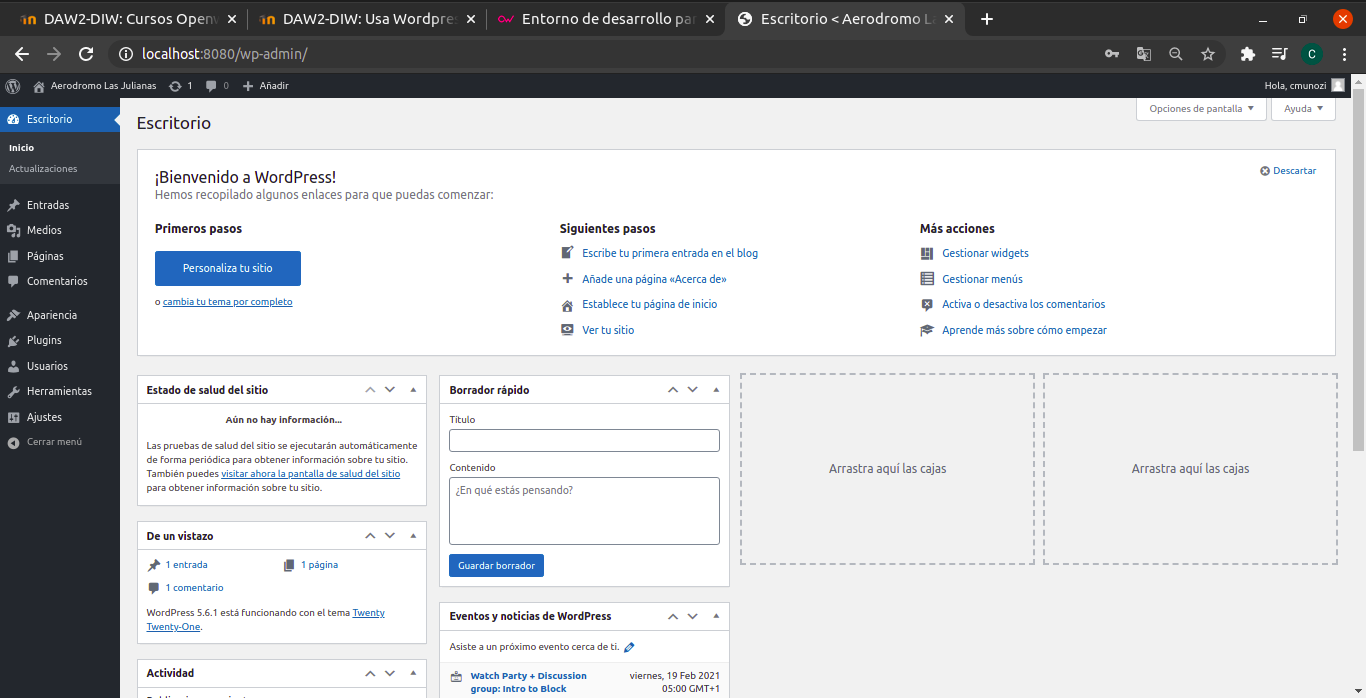 DAW2-DIW: Cursos Openw
DAW2-DIW: Usa Wordpres
Entorno de desarrollo par
Escritorio < Aerodromo La
localhost:8080/wp-admin/
C
Aerodromo Las Julianas
1
0
Añadir
Hola, cmunozi
Escritorio
Inicio
Actualizaciones
Entradas
Medios
Páginas
Comentarios
Apariencia
Plugins
Usuarios
Herramientas
Ajustes
Cerrar menú
Opciones de pantalla
Ayuda
Escritorio
¡Bienvenido a WordPress!
Hemos recopilado algunos enlaces para que puedas comenzar:
Descartar
Primeros pasos
Personaliza tu sitio
o cambia tu tema por completo
Siguientes pasos
Escribe tu primera entrada en el blog
Añade una página «Acerca de»
Establece tu página de inicio
Ver tu sitio
Más acciones
Gestionar widgets
Gestionar menús
Activa o desactiva los comentarios
Aprende más sobre cómo empezar
Estado de salud del sitio
Aún no hay información...
Las pruebas de salud del sitio se ejecutarán automáticamente
de forma periódica para obtener información sobre tu sitio.
También puedes visitar ahora la pantalla de salud del sitio
para obtener información sobre tu sitio.
De un vistazo
1 entrada
1 página
1 comentario
WordPress 5.6.1 está funcionando con el tema Twenty
Twenty-One.
Actividad
Borrador rápido
Título
Contenido
¿En qué estás pensando?
Guardar borrador
Eventos y noticias de WordPress
Asiste a un próximo evento cerca de ti.
Watch Party + Discussion
group: Intro to Block
viernes, 19 Feb 2021
05:00 GMT+1
Arrastra aquí las cajas
Arrastra aquí las cajas